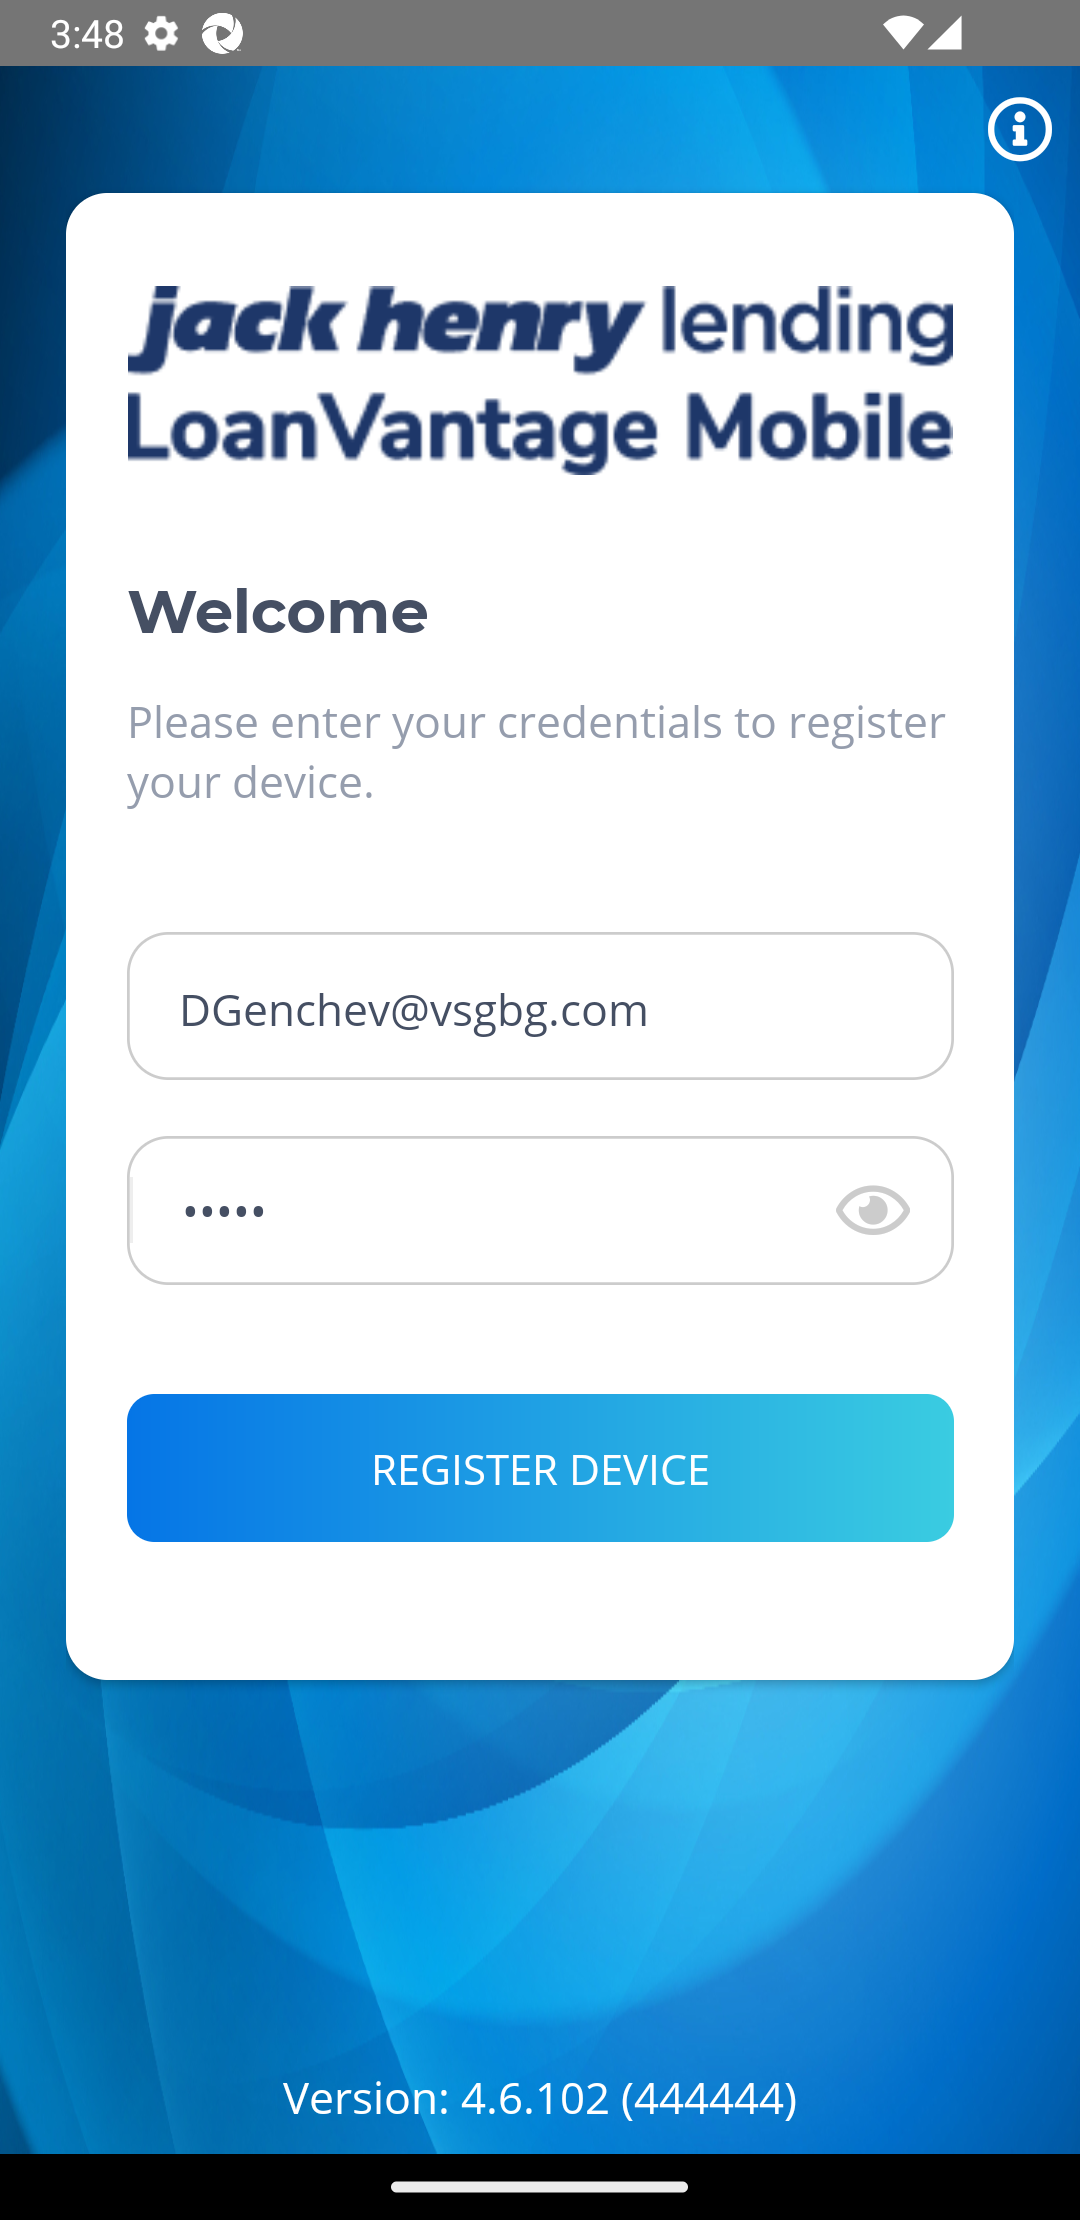 3:48
jack henry lending
LoanVantage Mobile
Welcome
Please enter your credentials to register
your device.
DGenchev@vsgbg.com
•••••
REGISTER DEVICE
Version: 4.6.102 (444444)